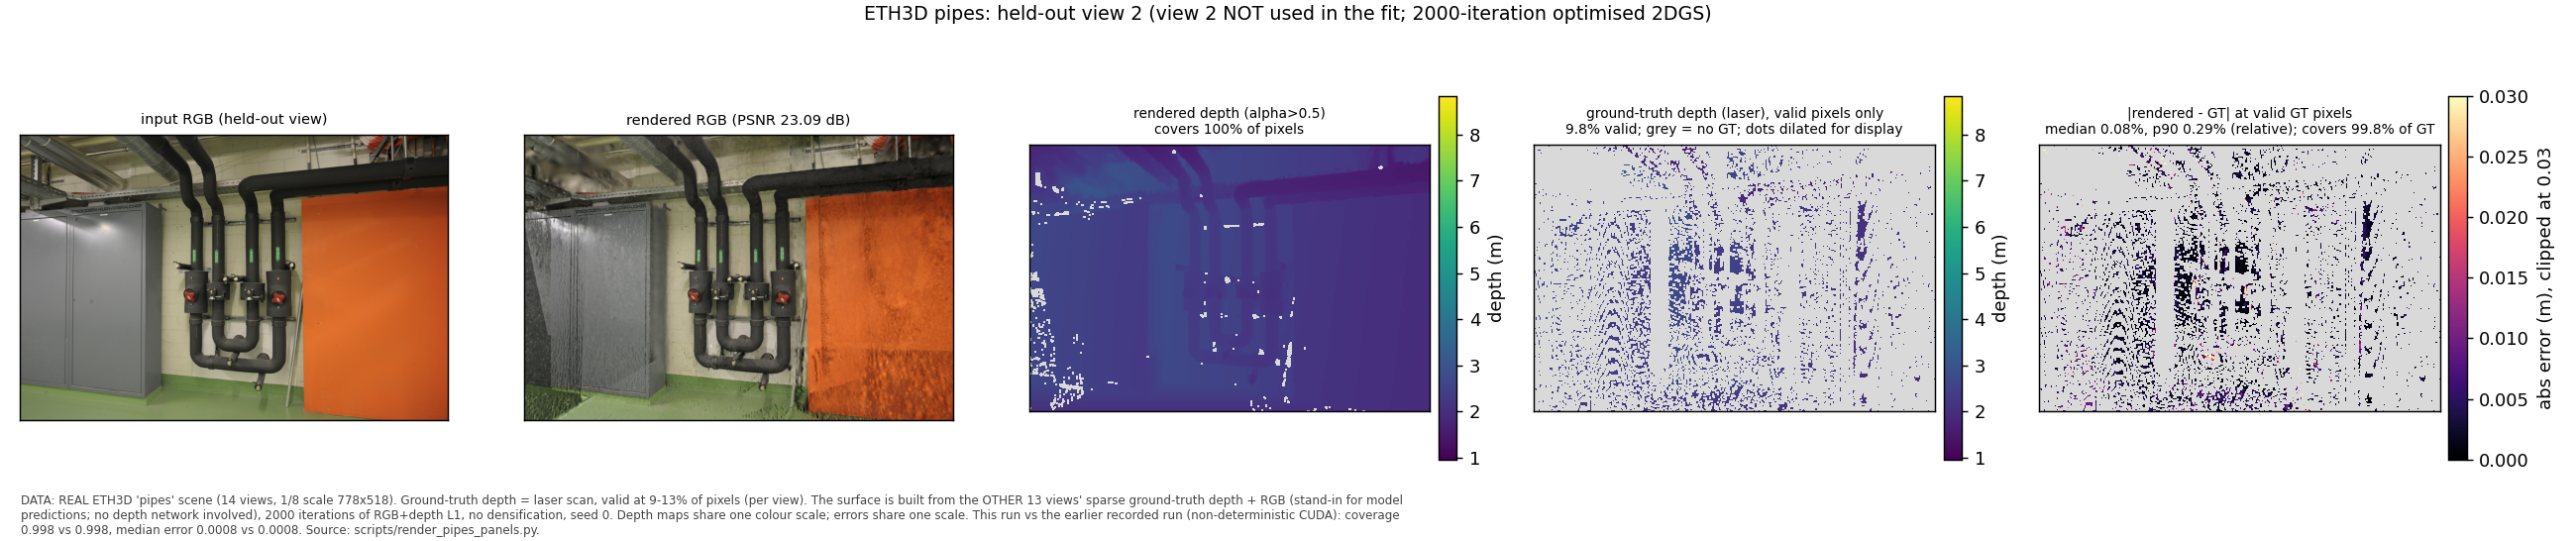 ETH3D pipes: held-out view 2 (view 2 NOT used in the fit; 2000-iteration optimised 2DGS)
input RGB (held-out view)
rendered RGB (PSNR 23.09 dB)
rendered depth (alpha>0.5)
covers 100% of pixels
8
7
6
5
4
3
2
1
depth (m)
ground-truth depth (laser), valid pixels only
9.8% valid; grey = no GT; dots dilated for display
8
7
6
5
4
3
2
1
depth (m)
|rendered - GT| at valid GT pixels
median 0.08%, p90 0.29% (relative); covers 99.8% of GT
0.030
0.025
0.020
0.015
0.010
0.005
0.000
abs error (m), clipped at 0.03
DATA: REAL ETH3D 'pipes' scene (14 views, 1/8 scale 778x518). Ground-truth depth = laser scan, valid at 9-13% of pixels (per view). The surface is built from the OTHER 13 views' sparse ground-truth depth + RGB (stand-in for model
predictions; no depth network involved), 2000 iterations of RGB+depth L1, no densification, seed 0. Depth maps share one colour scale; errors share one scale. This run vs the earlier recorded run (non-deterministic CUDA): coverage
0.998 vs 0.998, median error 0.0008 vs 0.0008. Source: scripts/render_pipes_panels.py.